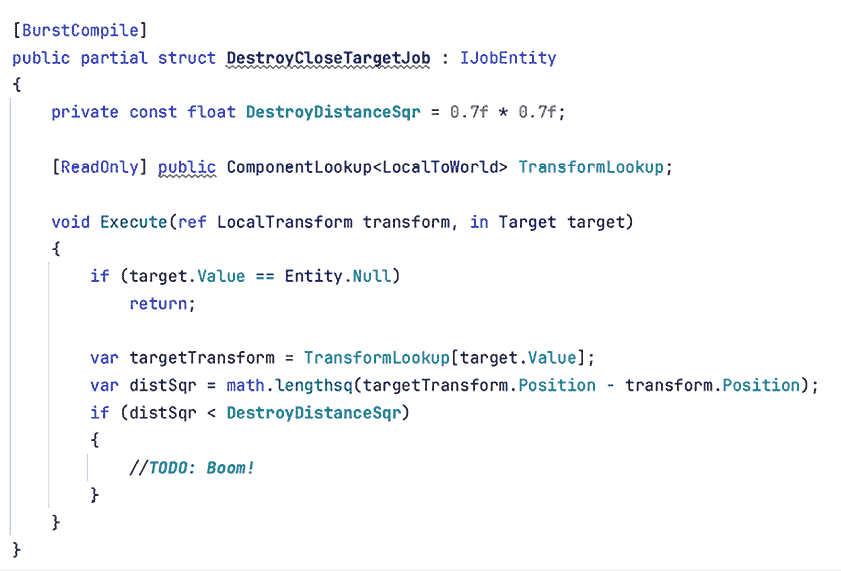 [BurstCompile]
public partial struct DestroyCloseTargetJob : IJobEntity
{
    private const float DestroyDistanceSqr = 0.7f * 0.7f;

    [ReadOnly] public ComponentLookup<LocalToWorld> TransformLookup;

    void Execute(ref LocalTransform transform, in Target target)
    {
        if (target.Value == Entity.Null)
            return;

        var targetTransform = TransformLookup[target.Value];
        var distSqr = math.lengthsq(targetTransform.Position - transform.Position);
        if (distSqr < DestroyDistanceSqr)
        {
            //TODO: Boom!
        }
    }
}